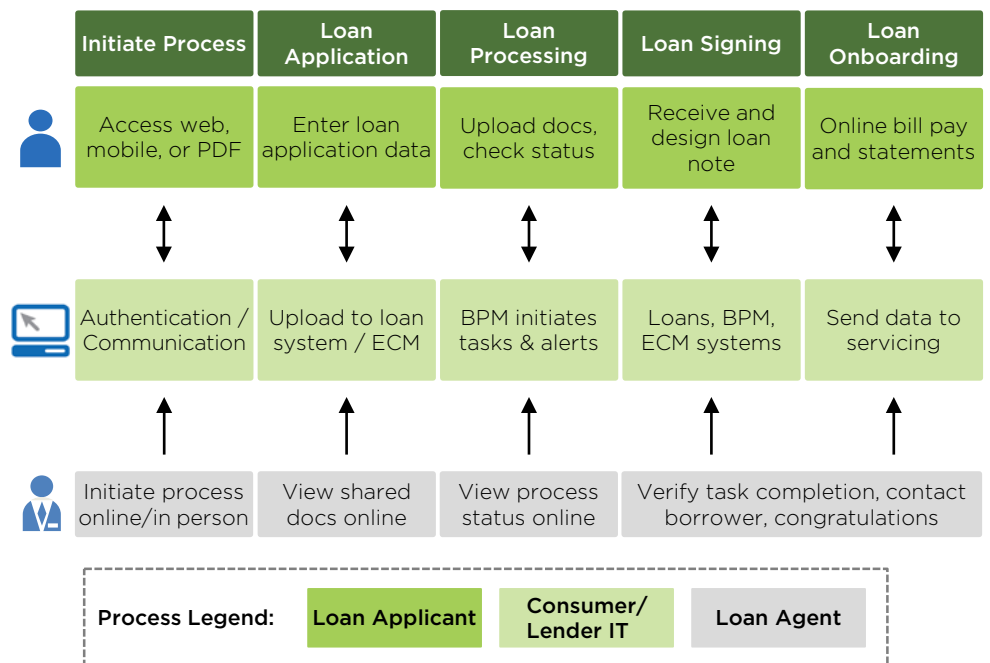 Initiate Process
Loan
Application
Loan
Processing
Loan Signing
Loan
Onboarding
Access web,
mobile, or PDF
Enter loan
application data
Upload docs,
check status
Receive and
design loan
note
Online bill pay
and statements
Authentication /
Communication
Upload to loan
system / ECM
BPM initiates
tasks & alerts
Loans, BPM,
ECM systems
Send data to
servicing
Initiate process
online/in person
View shared
docs online
View process
status online
Verify task completion, contact
borrower, congratulations
Process Legend:
Loan Applicant
Consumer/
Lender IT
Loan Agent